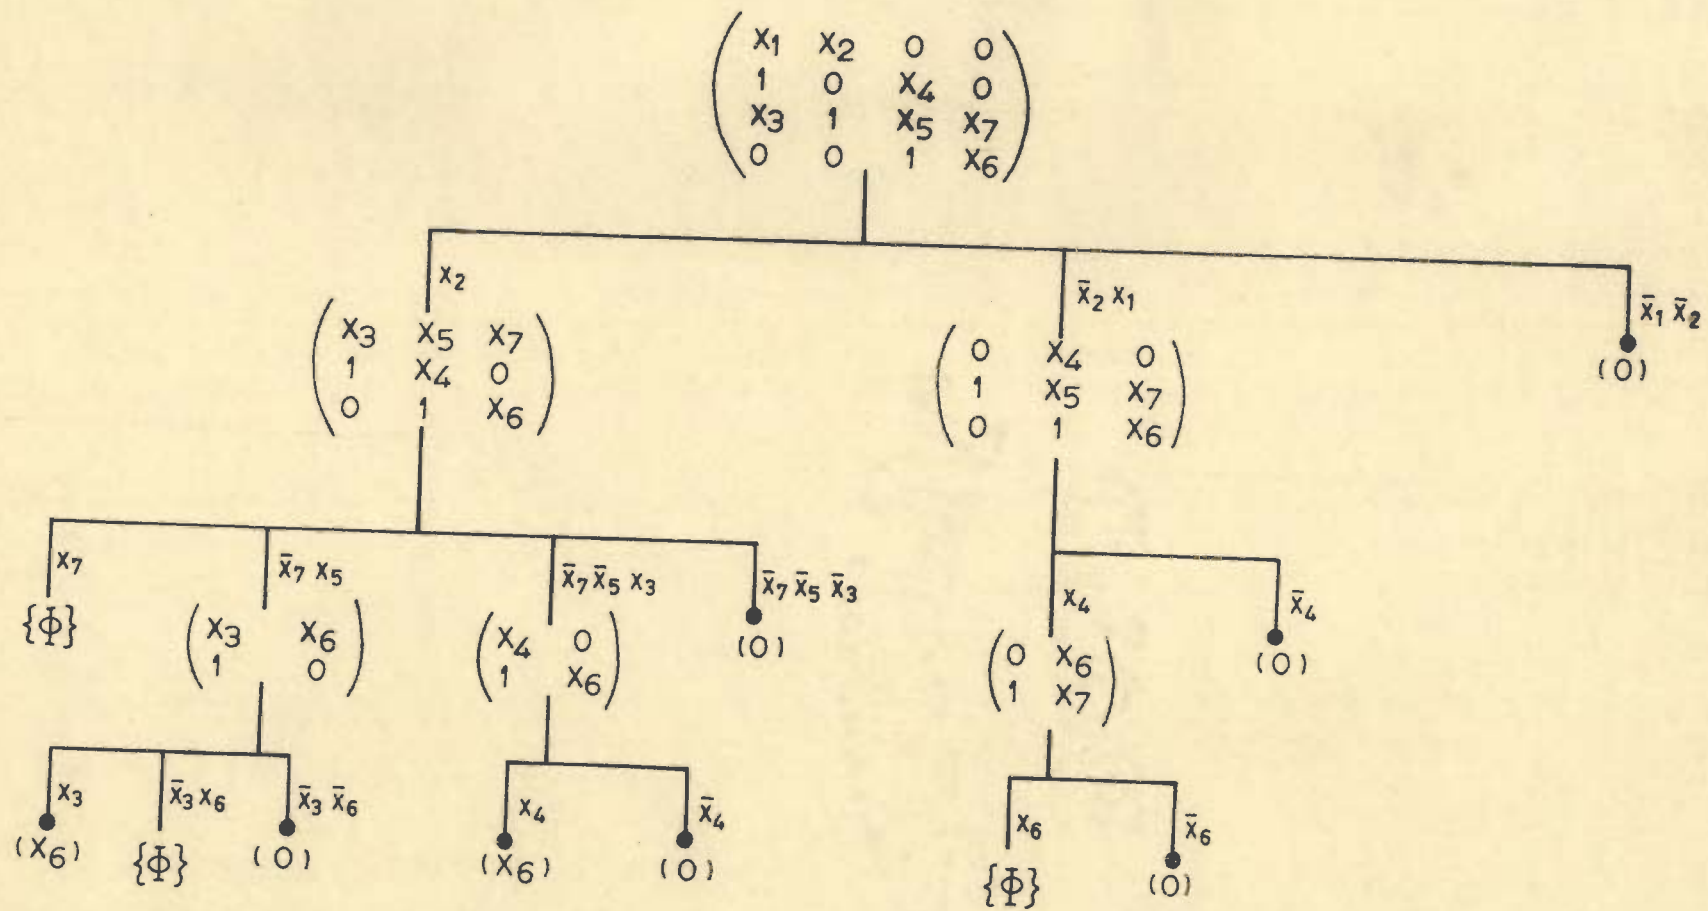 X1 X2 0 0
1 0 X4 0
X3 1 X5 X7
0 0 1 X6
x2
x̄2 x1
x̄1 x̄2
X3 X5 X7
1 X4 0
0 1 X6
0 X4 0
1 X5 X7
0 1 X6
(0)
x7
x̄7 x5
x̄7 x̄5 x3
x̄7 x̄5 x̄3
x4
x̄4
{Φ}
X3 X6
1 0
X4 0
1 X6
(0)
0 X6
1 X7
(0)
x3
x̄3 x6
x̄3 x̄6
x4
x̄4
x6
x̄6
(X6)
{Φ}
(0)
(X6)
(0)
{Φ}
(0)